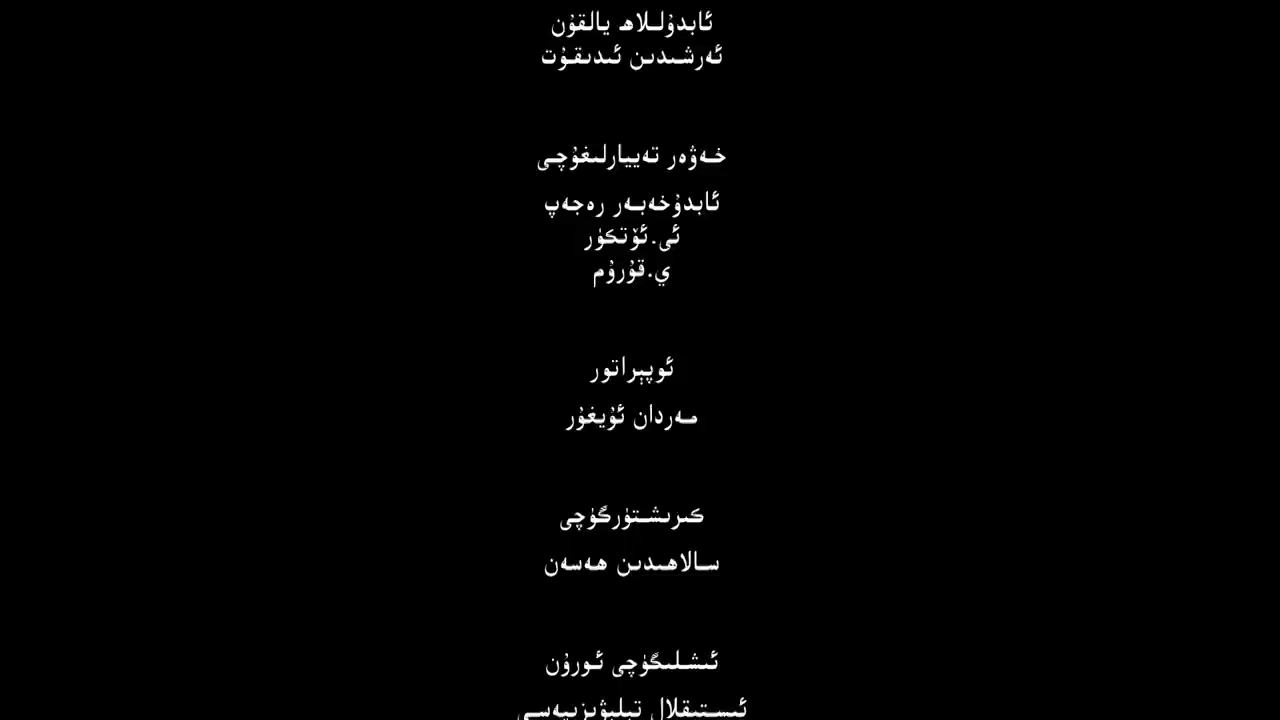 ئابدۇللاھ يالقۇن
ئەرشىدىن ئىدىقۇت
خەۋەر تەييارلىغۇچى
ئابدۇخەبەر رەجەپ
ئى.ئۆتكۈر
ي.قۇرۇم
ئوپېراتور
مەردان ئۇيغۇر
كىرىشتۈرگۈچى
سالاھىدىن ھەسەن
ئىشلىگۈچى ئورۇن
ئىستىقلال تېلېۋىزىيەسى